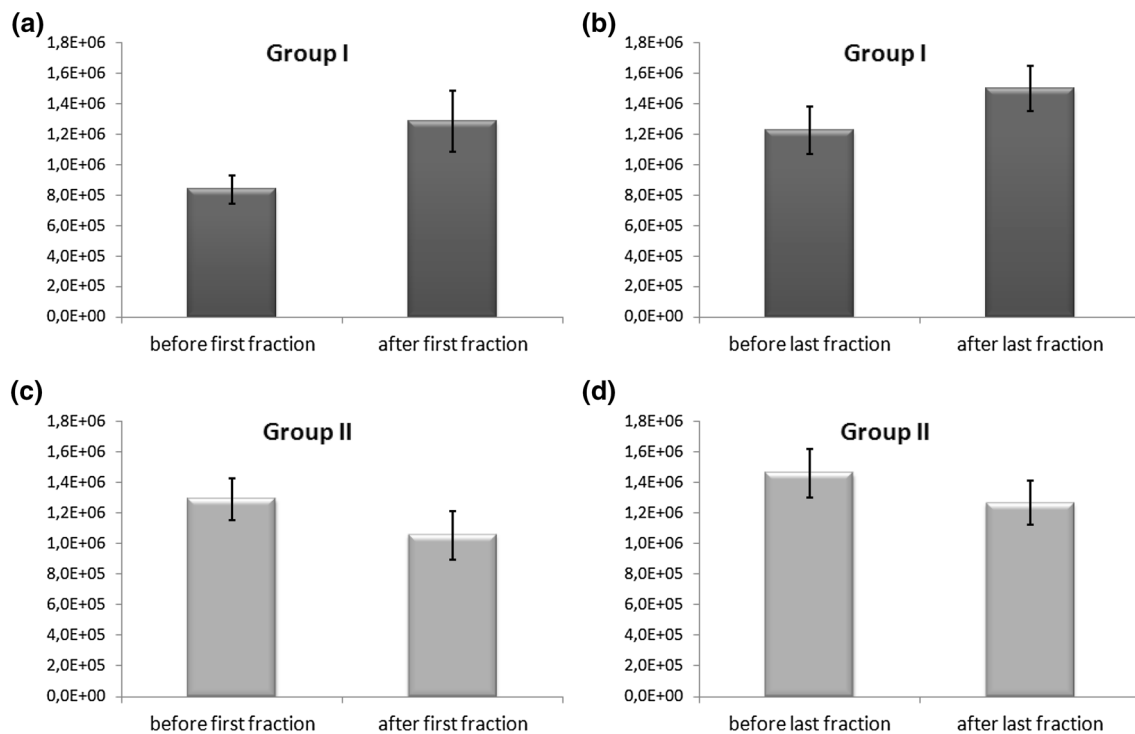 (a)
Group I
1,8E+06
1,6E+06
1,4E+06
1,2E+06
1,0E+06
8,0E+05
6,0E+05
4,0E+05
2,0E+05
0,0E+00
before first fraction
after first fraction
(b)
Group I
1,8E+06
1,6E+06
1,4E+06
1,2E+06
1,0E+06
8,0E+05
6,0E+05
4,0E+05
2,0E+05
0,0E+00
before last fraction
after last fraction
(c)
Group II
1,8E+06
1,6E+06
1,4E+06
1,2E+06
1,0E+06
8,0E+05
6,0E+05
4,0E+05
2,0E+05
0,0E+00
before first fraction
after first fraction
(d)
Group II
1,8E+06
1,6E+06
1,4E+06
1,2E+06
1,0E+06
8,0E+05
6,0E+05
4,0E+05
2,0E+05
0,0E+00
before last fraction
after last fraction